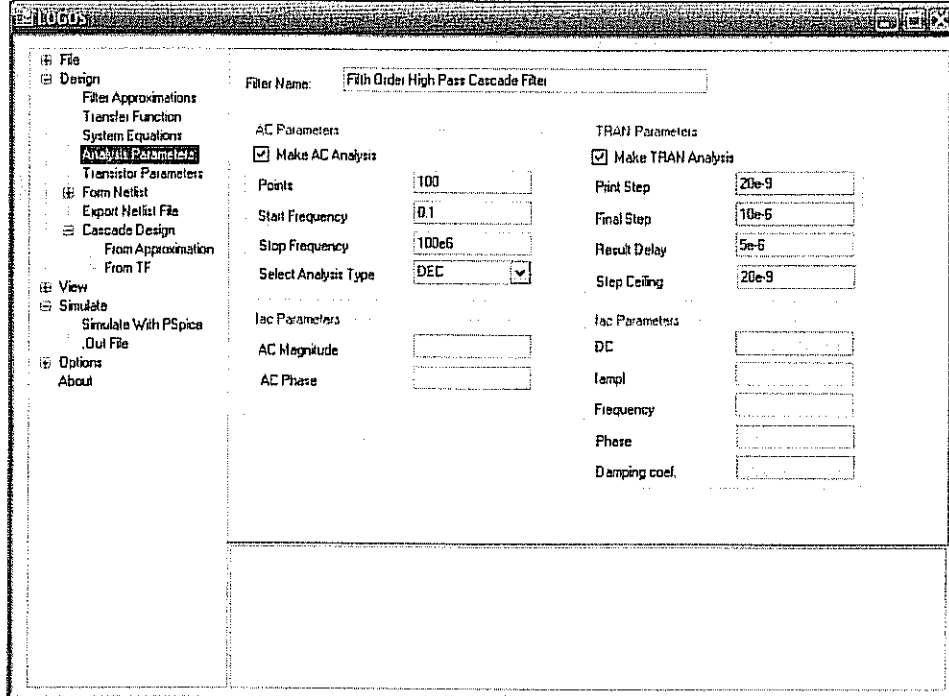 LOGOS
File
Design
Filter Approximations
Transfer Function
System Equations
Analysis Parameters
Transistor Parameters
Form Netlist
Export Netlist File
Cascade Design
From Approximation
From TF
View
Simulate
Simulate With PSpice
.Out File
Options
About
Filter Name: Fifth Order High Pass Cascade Filter
AC Parameters
Make AC Analysis
Points 100
Start Frequency 0.1
Stop Frequency 100e6
Select Analysis Type DEC
Iac Parameters
AC Magnitude
AC Phase
TRAN Parameters
Make TRAN Analysis
Print Step 20e-9
Final Step 10e-6
Result Delay 5e-6
Step Ceiling 20e-9
Iac Parameters
DC
Iampl
Frequency
Phase
Damping coef.